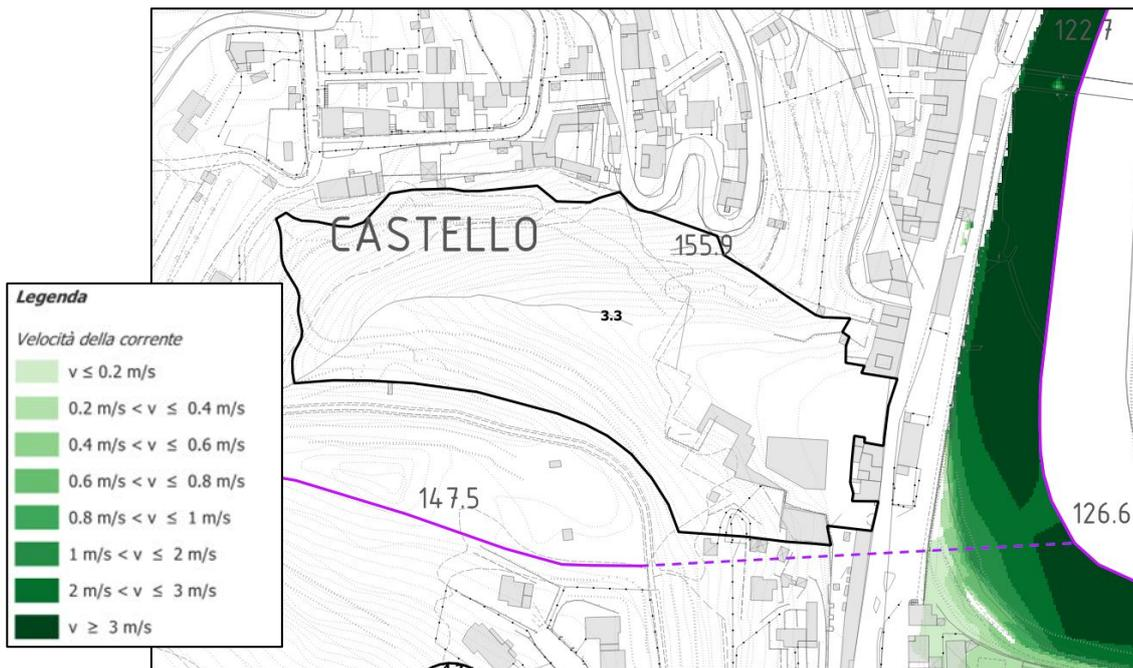 122.7
CASTELLO
155.9
3.3
147.5
126.6
Legenda
Velocità della corrente
v ≤ 0.2 m/s
0.2 m/s < v ≤ 0.4 m/s
0.4 m/s < v ≤ 0.6 m/s
0.6 m/s < v ≤ 0.8 m/s
0.8 m/s < v ≤ 1 m/s
1 m/s < v ≤ 2 m/s
2 m/s < v ≤ 3 m/s
v ≥ 3 m/s